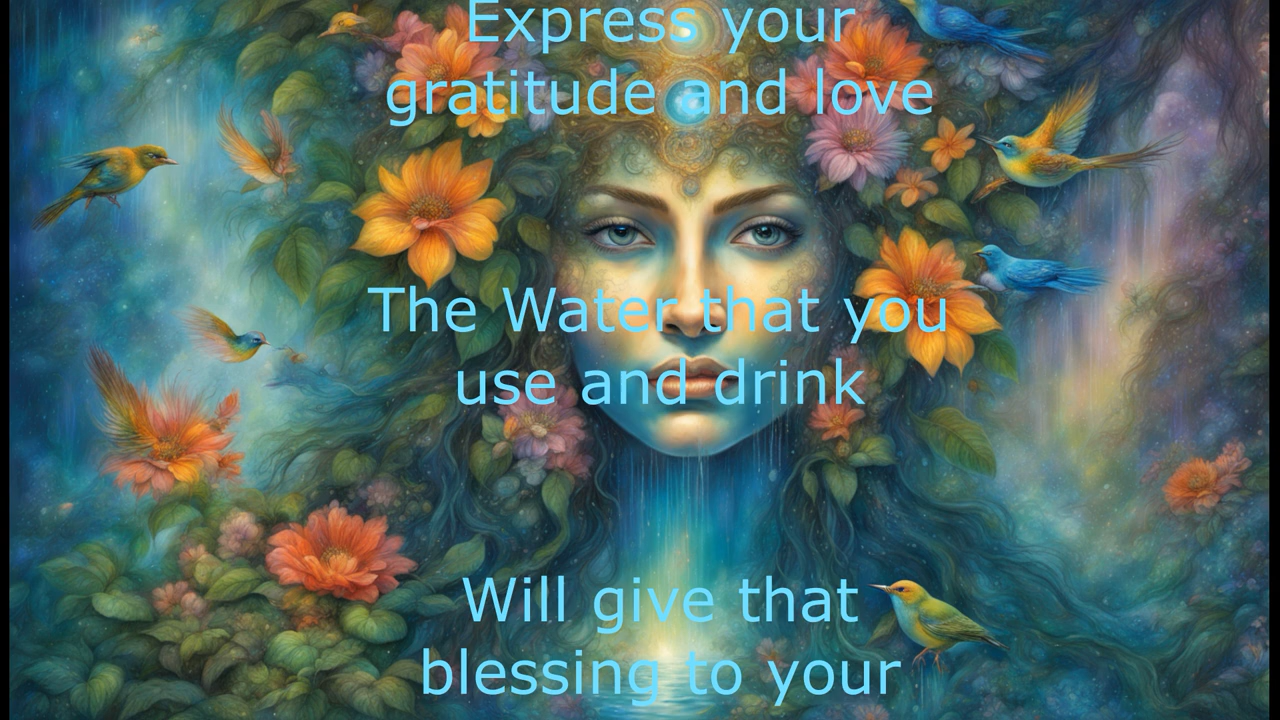 Express your
gratitude and love
The Water that you
use and drink
Will give that
blessing to your